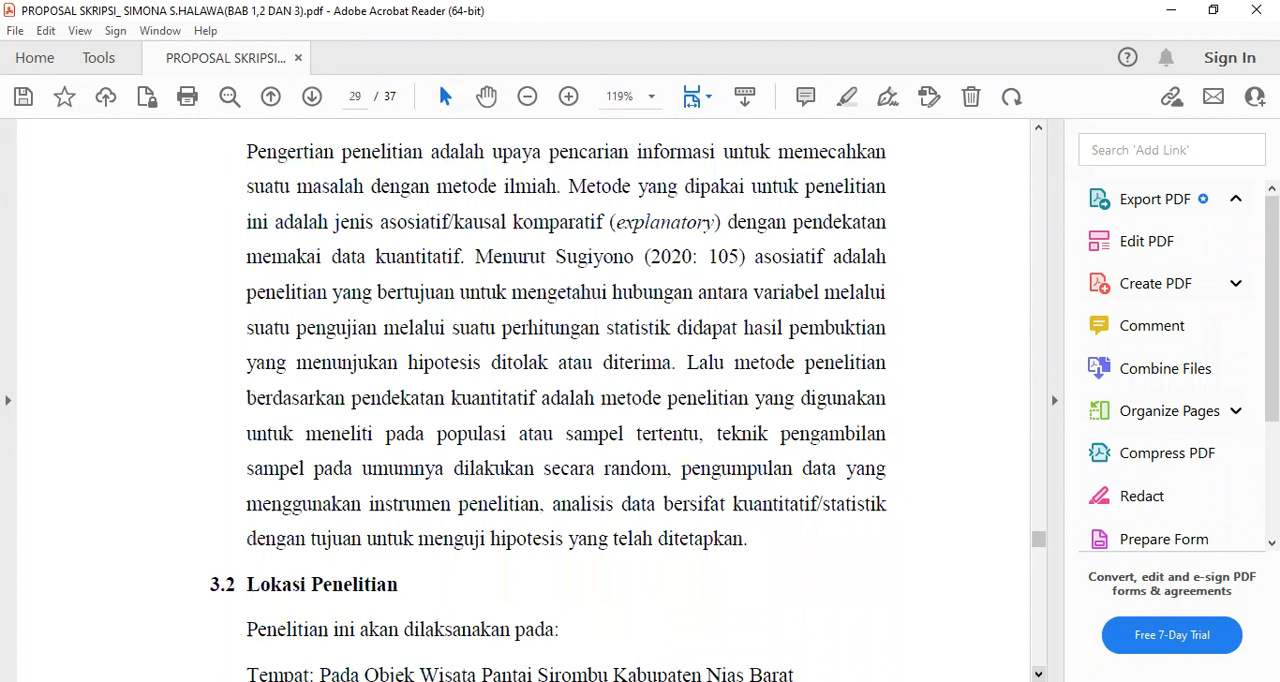 PROPOSAL SKRIPSI_ SIMONA S.HALAWA(BAB 1,2 DAN 3).pdf - Adobe Acrobat Reader (64-bit)
File Edit View Sign Window Help
Home Tools PROPOSAL SKRIPSI... × Sign In
29 / 37 119%
Pengertian penelitian adalah upaya pencarian informasi untuk memecahkan
suatu masalah dengan metode ilmiah. Metode yang dipakai untuk penelitian
ini adalah jenis asosiatif/kausal komparatif (explanatory) dengan pendekatan
memakai data kuantitatif. Menurut Sugiyono (2020: 105) asosiatif adalah
penelitian yang bertujuan untuk mengetahui hubungan antara variabel melalui
suatu pengujian melalui suatu perhitungan statistik didapat hasil pembuktian
yang menunjukan hipotesis ditolak atau diterima. Lalu metode penelitian
berdasarkan pendekatan kuantitatif adalah metode penelitian yang digunakan
untuk meneliti pada populasi atau sampel tertentu, teknik pengambilan
sampel pada umumnya dilakukan secara random, pengumpulan data yang
menggunakan instrumen penelitian, analisis data bersifat kuantitatif/statistik
dengan tujuan untuk menguji hipotesis yang telah ditetapkan.
3.2 Lokasi Penelitian
Penelitian ini akan dilaksanakan pada:
Tempat: Pada Objek Wisata Pantai Sirombu Kabupaten Nias Barat
Search 'Add Link'
Export PDF
Edit PDF
Create PDF
Comment
Combine Files
Organize Pages
Compress PDF
Redact
Prepare Form
Convert, edit and e-sign PDF
forms & agreements
Free 7-Day Trial